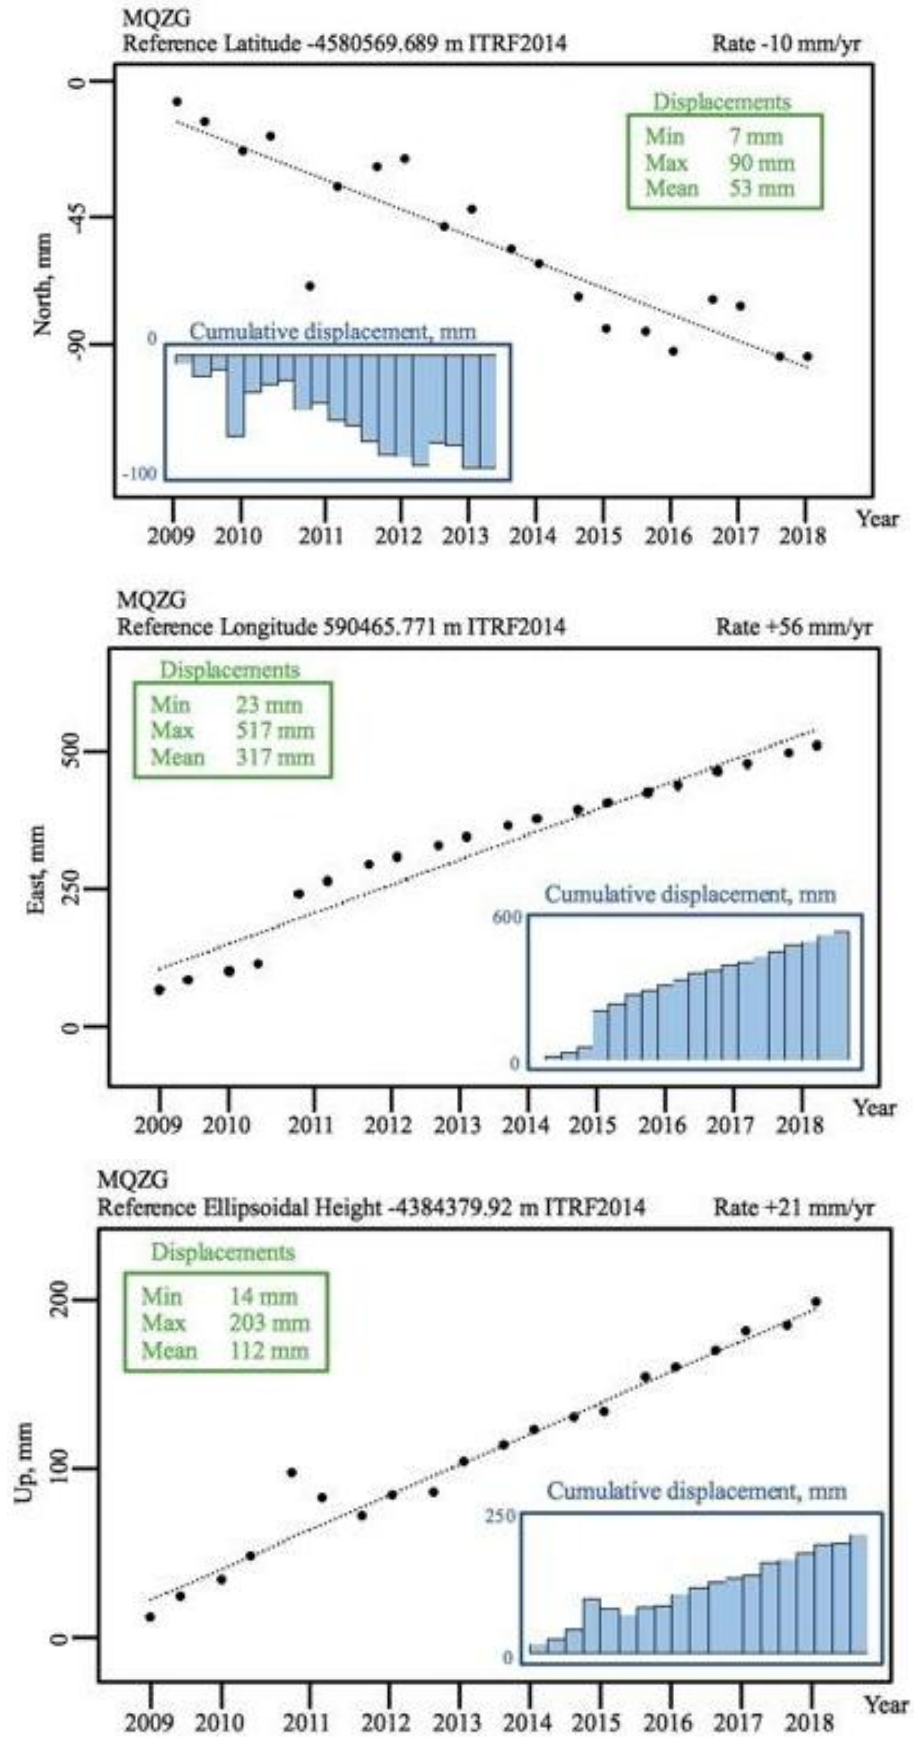 MQZG
Reference Latitude -4580569.689 m ITRF2014 Rate -10 mm/yr
0
-45
-90
North, mm
Displacements
Min 7 mm
Max 90 mm
Mean 53 mm
Cumulative displacement, mm
0
-100
2009 2010 2011 2012 2013 2014 2015 2016 2017 2018
Year
MQZG
Reference Longitude 590465.771 m ITRF2014 Rate +56 mm/yr
Displacements
Min 23 mm
Max 517 mm
Mean 317 mm
500
250
0
East, mm
Cumulative displacement, mm
600
0
2009 2010 2011 2012 2013 2014 2015 2016 2017 2018
Year
MQZG
Reference Ellipsoidal Height -4384379.92 m ITRF2014 Rate +21 mm/yr
Displacements
Min 14 mm
Max 203 mm
Mean 112 mm
200
100
0
Up, mm
Cumulative displacement, mm
250
0
2009 2010 2011 2012 2013 2014 2015 2016 2017 2018
Year